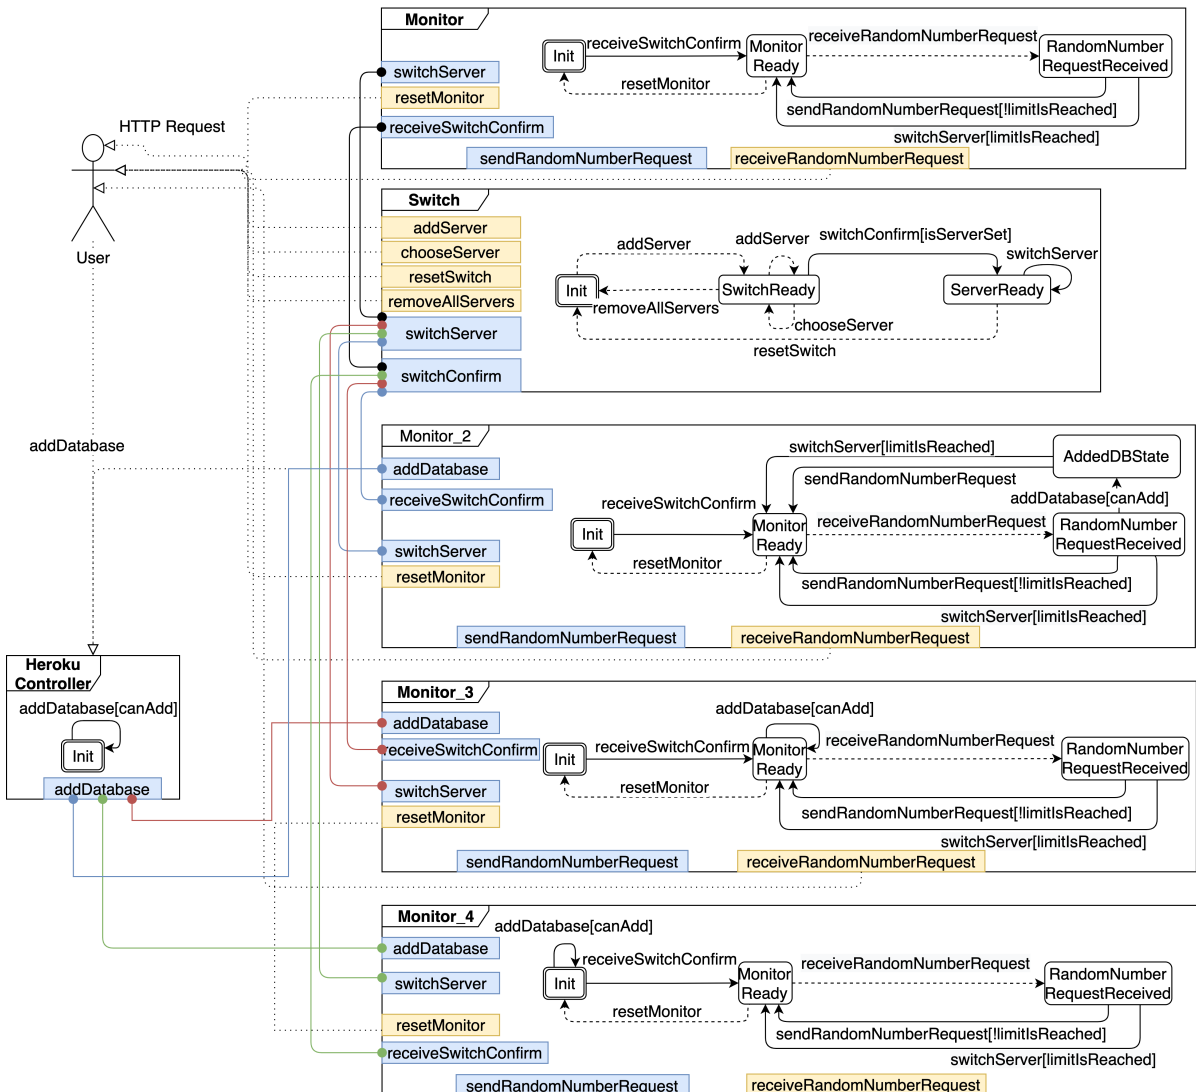 Monitor
Init
receiveSwitchConfirm
Monitor
Ready
receiveRandomNumberRequest
RandomNumber
RequestReceived
resetMonitor
sendRandomNumberRequest[!limitIsReached]
switchServer[limitIsReached]
switchServer
resetMonitor
receiveSwitchConfirm
sendRandomNumberRequest
receiveRandomNumberRequest
HTTP Request
User
addDatabase
Switch
addServer
chooseServer
resetSwitch
removeAllServers
switchServer
switchConfirm
addServer
addServer
switchConfirm[isServerSet]
switchServer
Init
SwitchReady
ServerReady
removeAllServers
chooseServer
resetSwitch
Monitor_2
addDatabase
receiveSwitchConfirm
switchServer
resetMonitor
switchServer[limitIsReached]
AddedDBState
sendRandomNumberRequest
addDatabase[canAdd]
receiveSwitchConfirm
Init
Monitor
Ready
receiveRandomNumberRequest
RandomNumber
RequestReceived
resetMonitor
sendRandomNumberRequest[!limitIsReached]
switchServer[limitIsReached]
sendRandomNumberRequest
receiveRandomNumberRequest
Heroku
Controller
addDatabase[canAdd]
Init
addDatabase
Monitor_3
addDatabase
receiveSwitchConfirm
switchServer
resetMonitor
addDatabase[canAdd]
Init
receiveSwitchConfirm
Monitor
Ready
receiveRandomNumberRequest
RandomNumber
RequestReceived
resetMonitor
sendRandomNumberRequest[!limitIsReached]
switchServer[limitIsReached]
sendRandomNumberRequest
receiveRandomNumberRequest
Monitor_4
addDatabase[canAdd]
addDatabase
switchServer
resetMonitor
receiveSwitchConfirm
Init
receiveSwitchConfirm
Monitor
Ready
receiveRandomNumberRequest
RandomNumber
RequestReceived
resetMonitor
sendRandomNumberRequest[!limitIsReached]
switchServer[limitIsReached]
sendRandomNumberRequest
receiveRandomNumberRequest